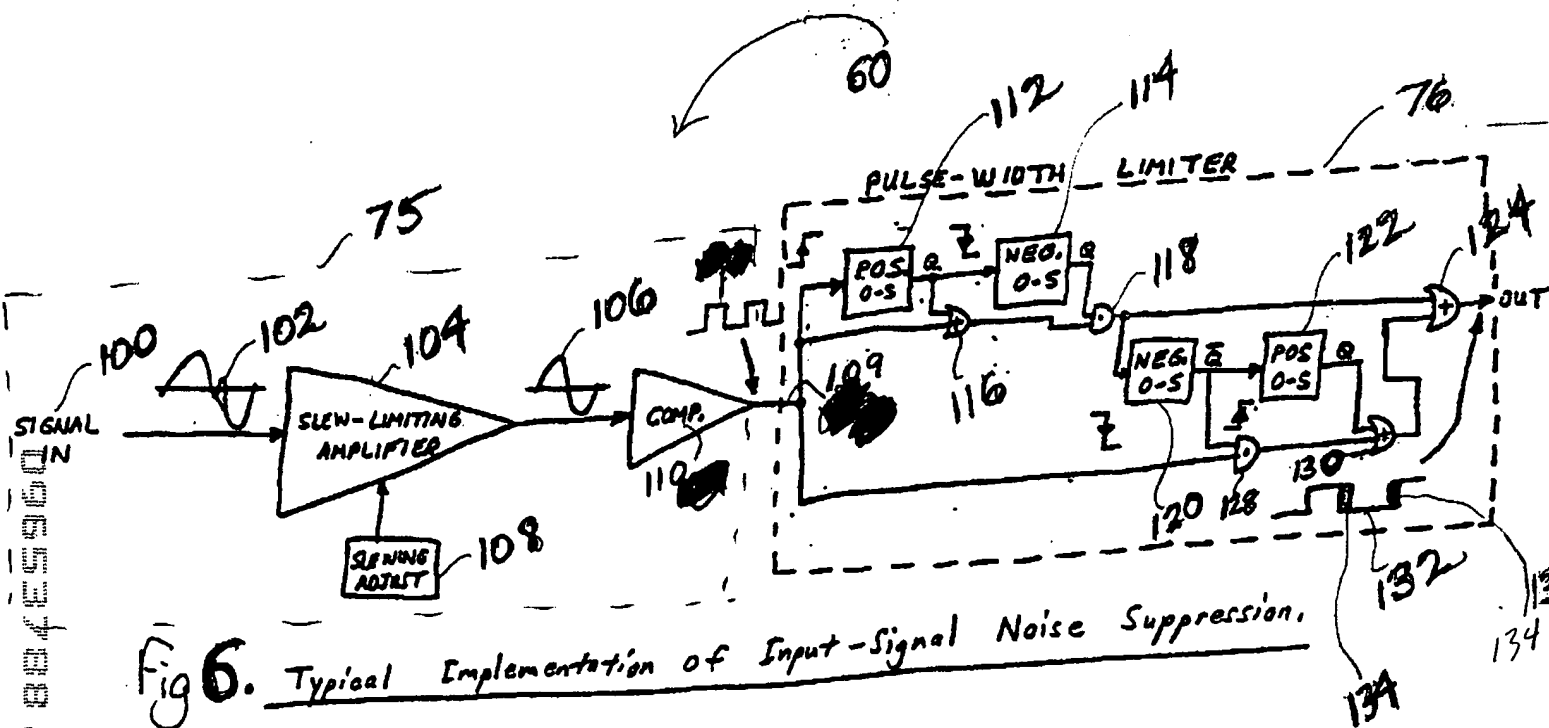 60
112
114
76
PULSE-WIDTH LIMITER
75
124
122
POS. O-S
Q
NEG. O-S
Q
118
OUT
106
100
102
104
NEG. O-S
Q̄
POS O-S
Q
109
116
SIGNAL IN
SLEW-LIMITING AMPLIFIER
COMP.
110
130
128
120
108
SLEWING ADJUST
132
134
134
Fig 6. Typical Implementation of Input-Signal Noise Suppression.